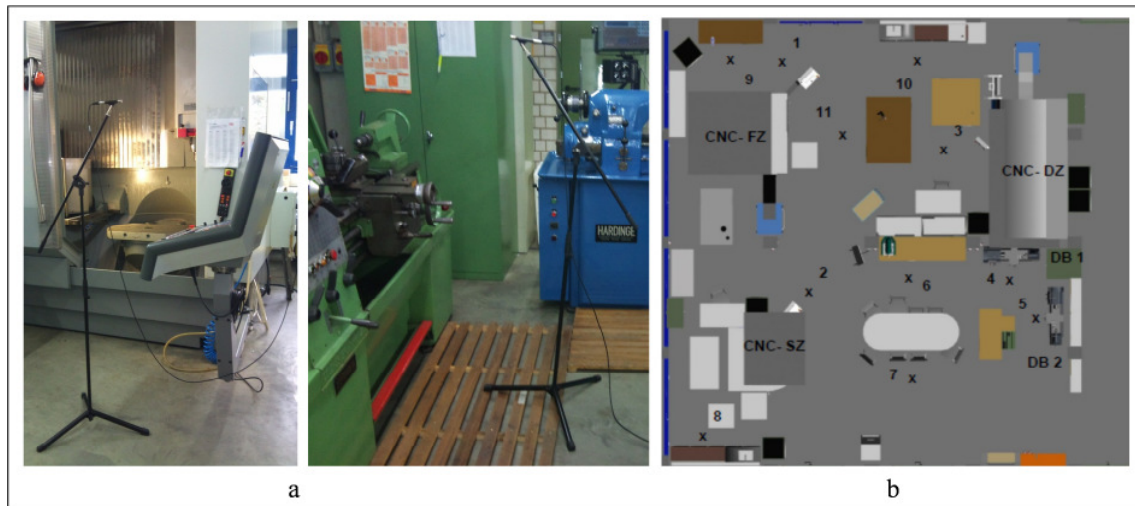 HARDINGE
1
9
10
11
3
CNC- FZ
CNC- DZ
DB 1
2
4
6
5
CNC- SZ
DB 2
7
8
x
x
x
x
x
x
x
x
x
x
x
a
b